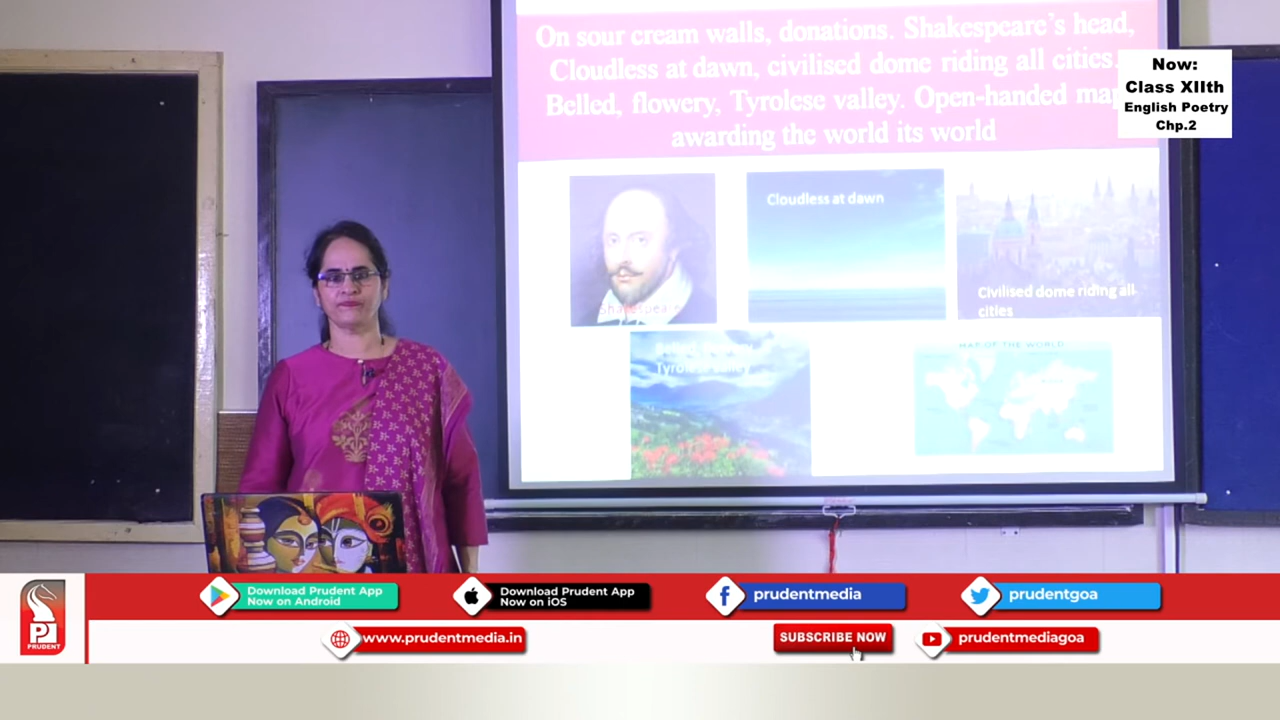 On sour cream walls, donations. Shakespeare's head,
Cloudless at dawn, civilised dome riding all cities.
Belled, flowery, Tyrolese valley. Open-handed map
awarding the world its world
Now:
Class XIIth
English Poetry
Chp.2
Cloudless at dawn
Shakespeare
Civilised dome riding all
cities
Tyrolese valley
MAP OF THE WORLD
Download Prudent App
Now on Android
Download Prudent App
Now on iOS
prudentmedia
prudentgoa
PRUDENT
www.prudentmedia.in
SUBSCRIBE NOW
prudentmediagoa